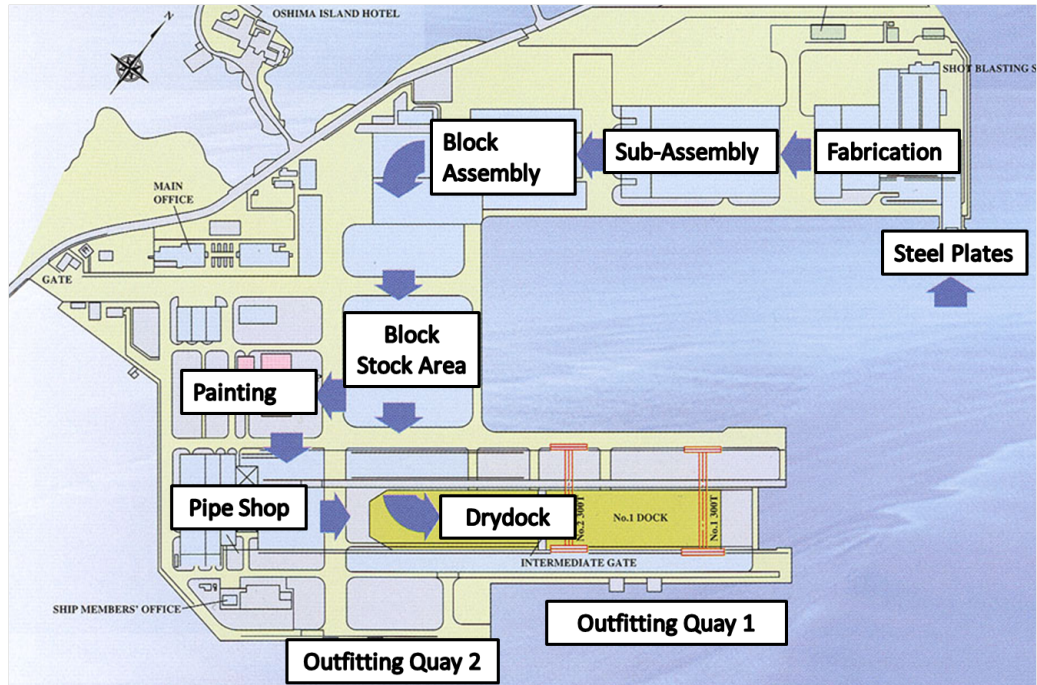 OSHIMA ISLAND HOTEL
N
SHOT BLASTING S
Block
Assembly
Sub-Assembly
Fabrication
MAIN
OFFICE
Steel Plates
GATE
Block
Stock Area
Painting
Pipe Shop
Drydock
No.2 300T
No.1 DOCK
No.1 300T
INTERMEDIATE GATE
SHIP MEMBERS' OFFICE
Outfitting Quay 1
Outfitting Quay 2